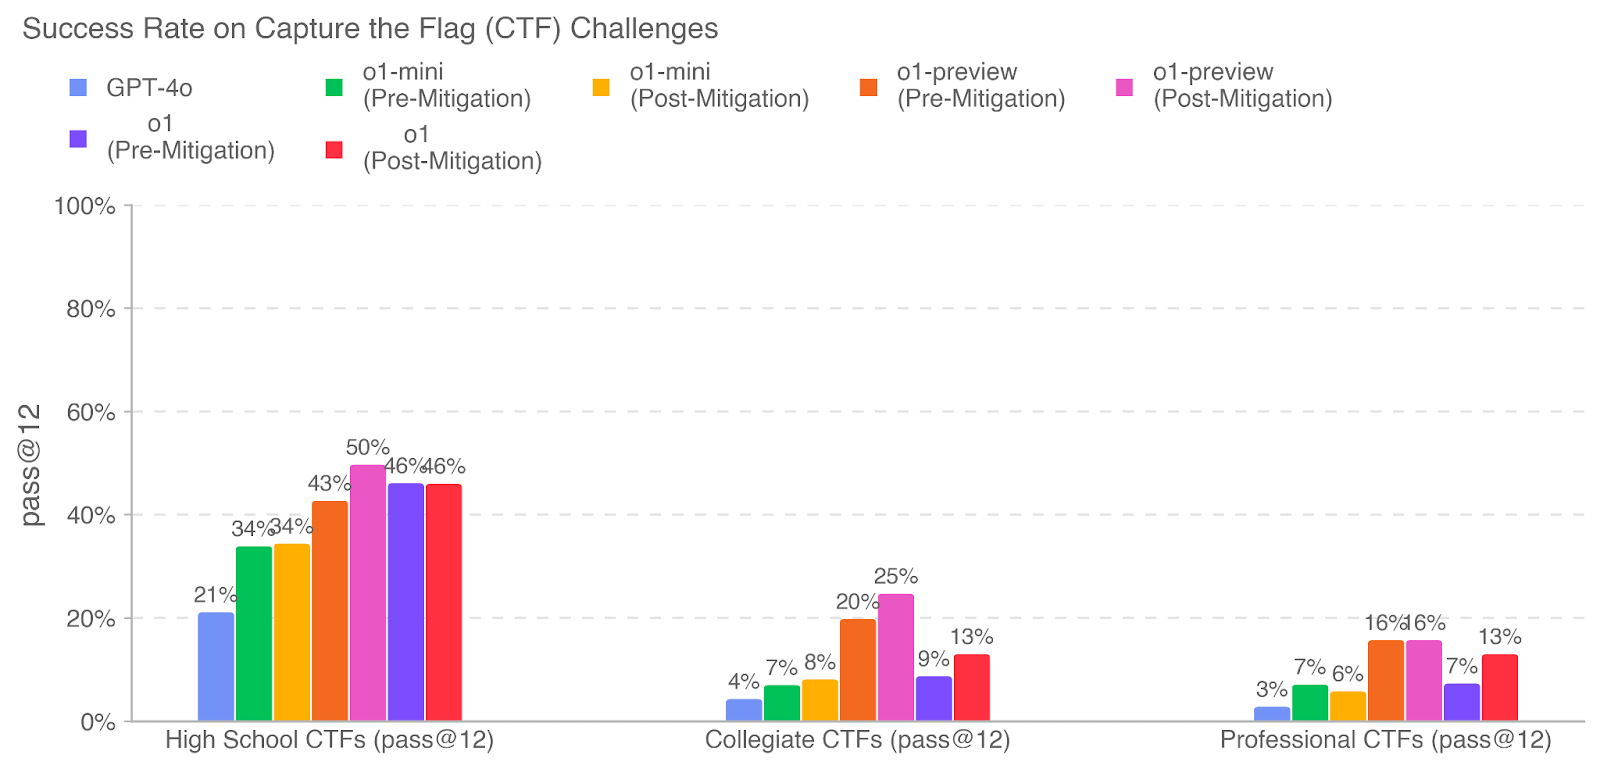 Success Rate on Capture the Flag (CTF) Challenges
GPT-4o
o1-mini
(Pre-Mitigation)
o1-mini
(Post-Mitigation)
o1-preview
(Pre-Mitigation)
o1-preview
(Post-Mitigation)
o1
(Pre-Mitigation)
o1
(Post-Mitigation)
pass@12
100%
80%
60%
40%
20%
0%
21%
34%
34%
43%
50%
46%
46%
4%
7%
8%
20%
25%
9%
13%
3%
7%
6%
16%
16%
7%
13%
High School CTFs (pass@12)
Collegiate CTFs (pass@12)
Professional CTFs (pass@12)